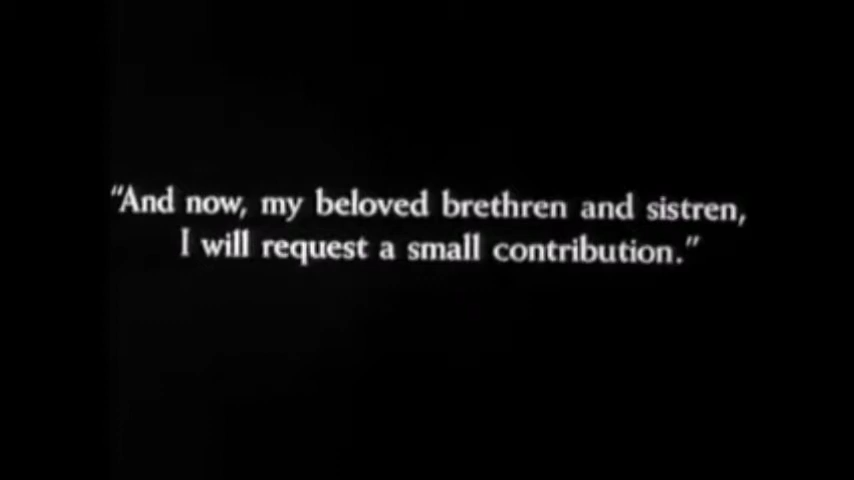 “And now, my beloved brethren and sistren,
I will request a small contribution.”